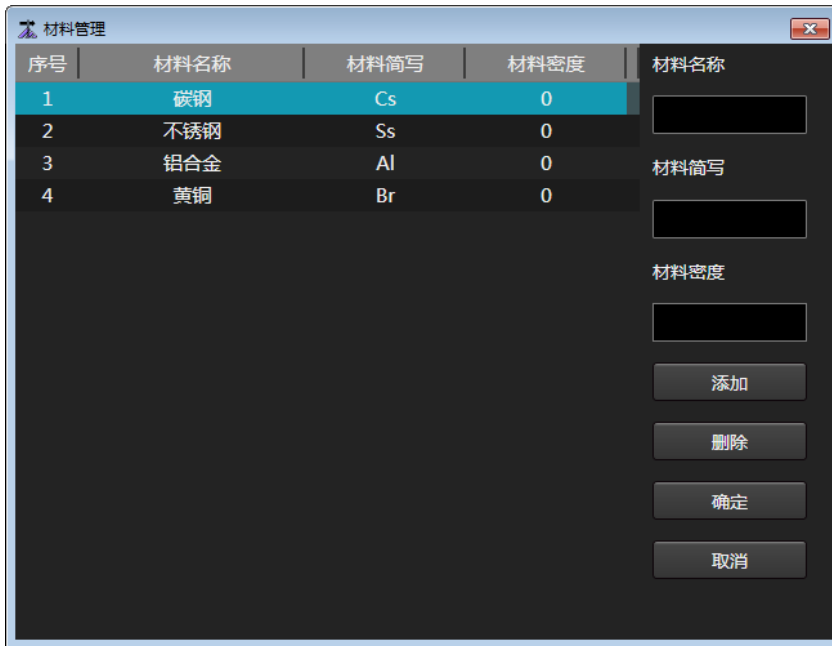 材料管理
序号 材料名称 材料简写 材料密度
1 碳钢 Cs 0
2 不锈钢 Ss 0
3 铝合金 Al 0
4 黄铜 Br 0
材料名称
材料简写
材料密度
添加
删除
确定
取消